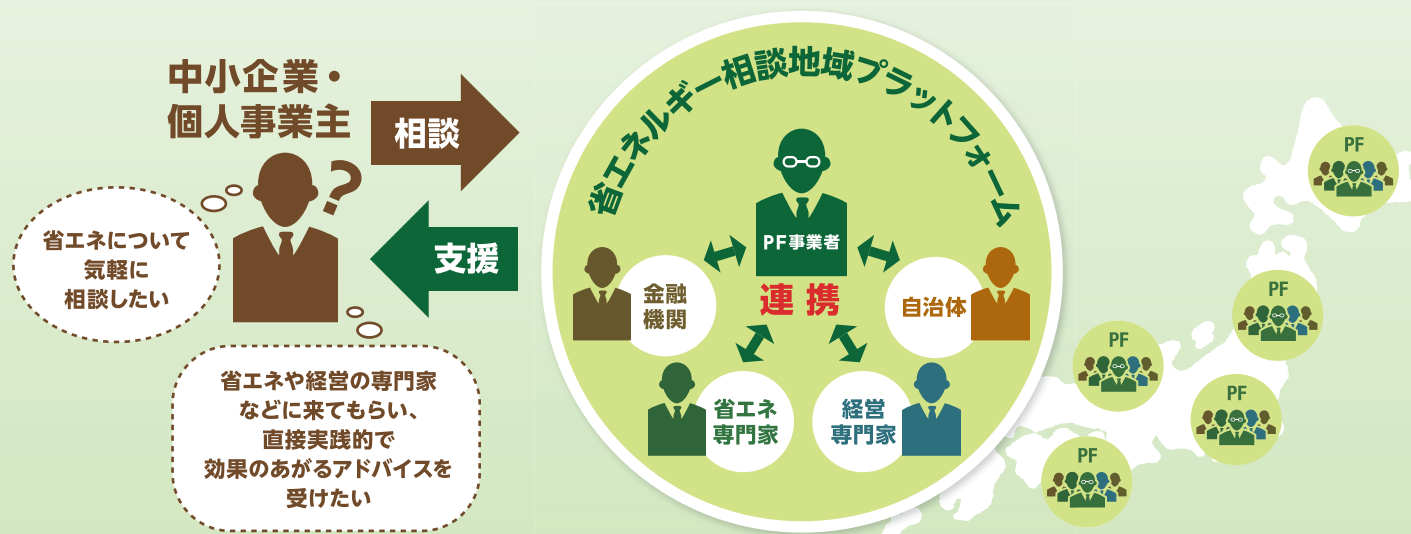 中小企業・
個人事業主
相談
?
支援
省エネについて
気軽に
相談したい
省エネや経営の専門家
などに来てもらい、
直接実践的で
効果のあがるアドバイスを
受けたい
省エネルギー相談地域プラットフォーム
PF事業者
連携
金融
機関
自治体
省エネ
専門家
経営
専門家
PF
PF
PF
PF
PF